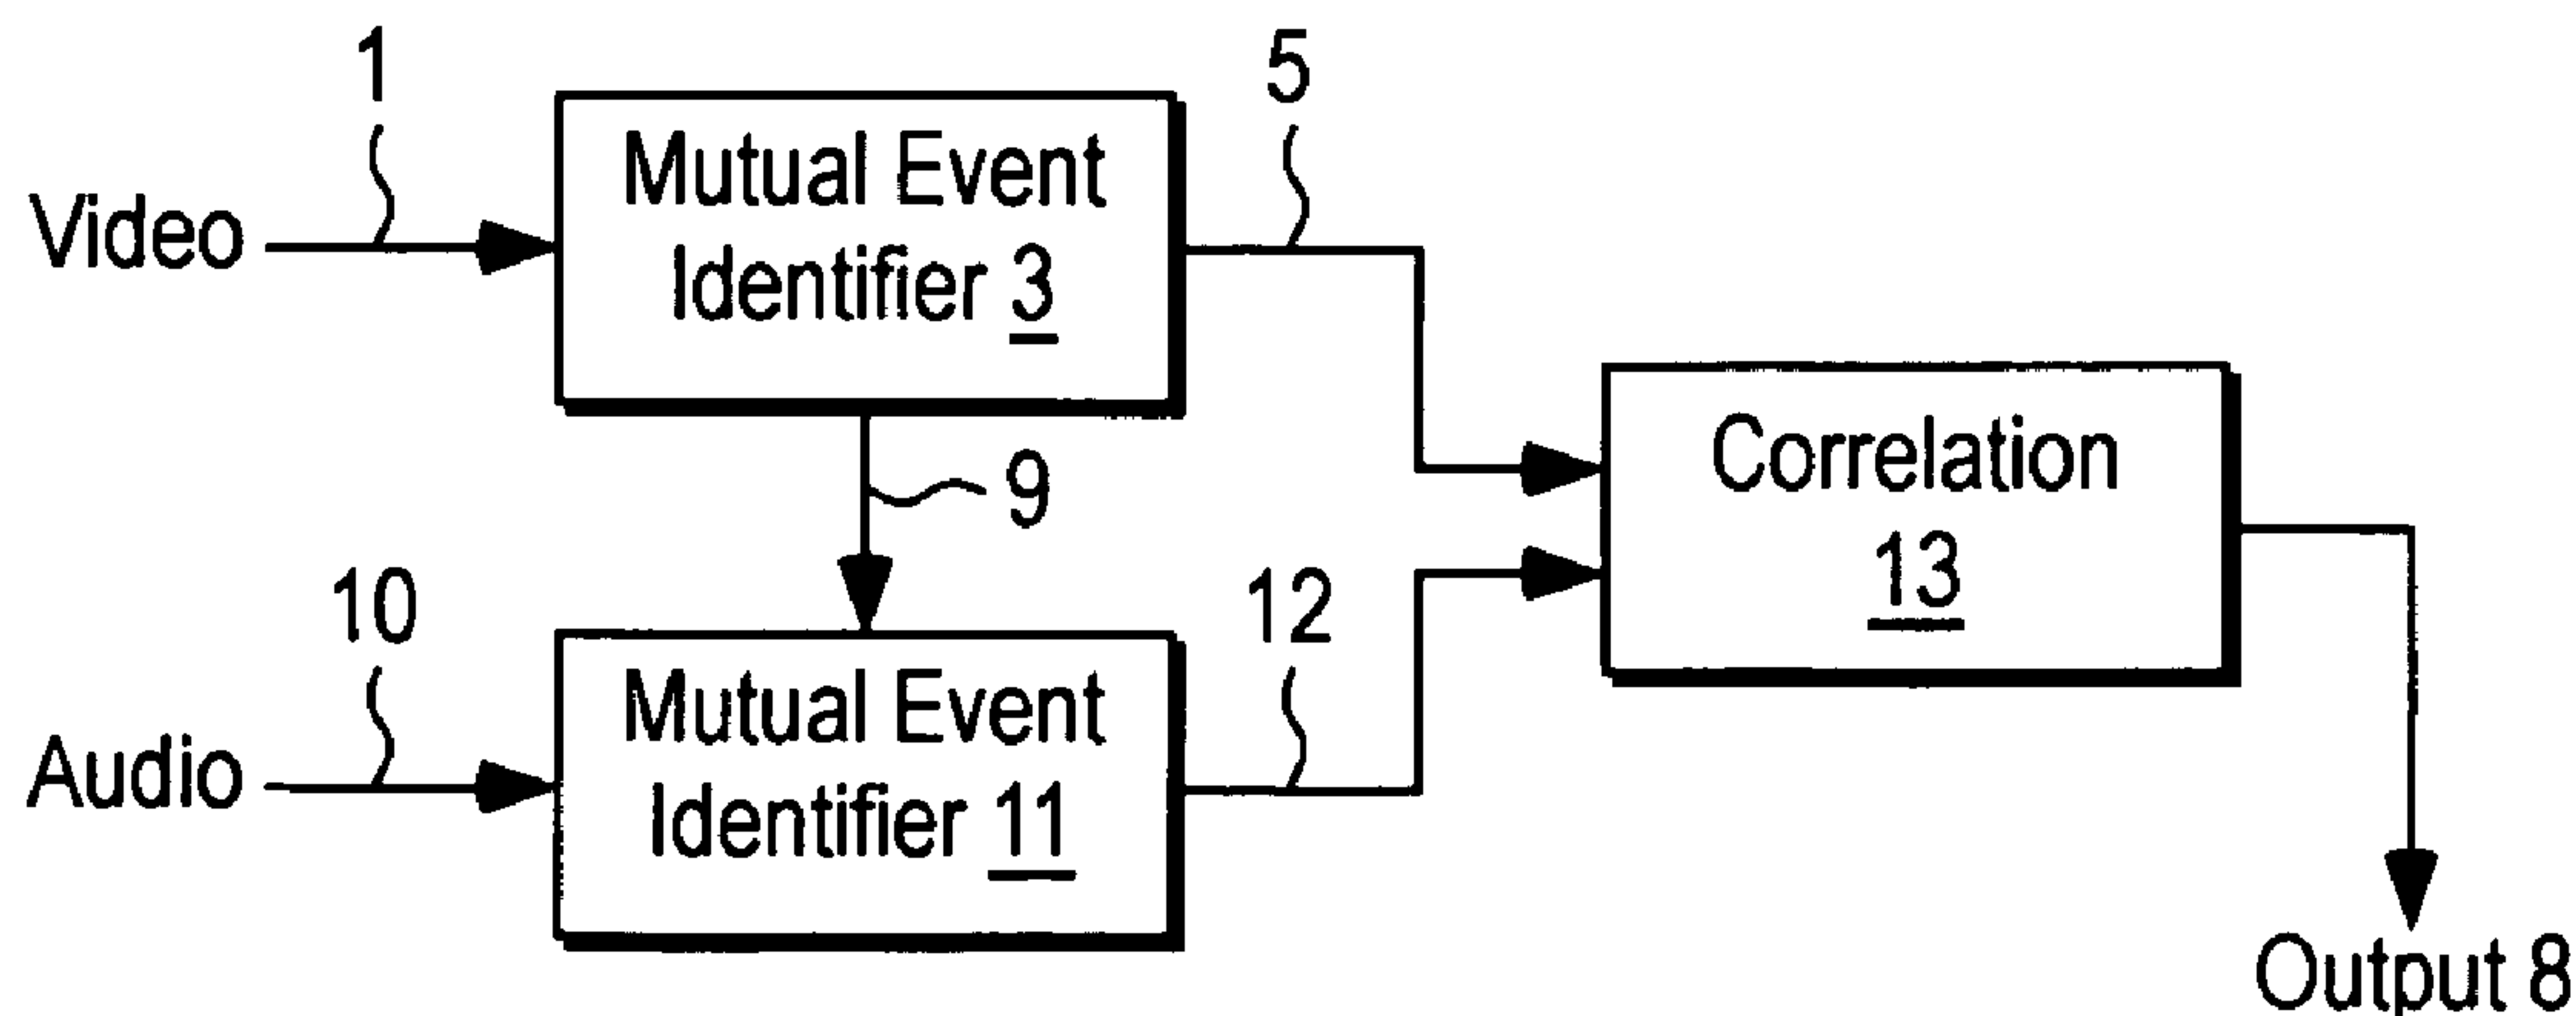 1
5
Video
Mutual Event
Identifier 3
9
Correlation
13
10
12
Audio
Mutual Event
Identifier 11
Output 8